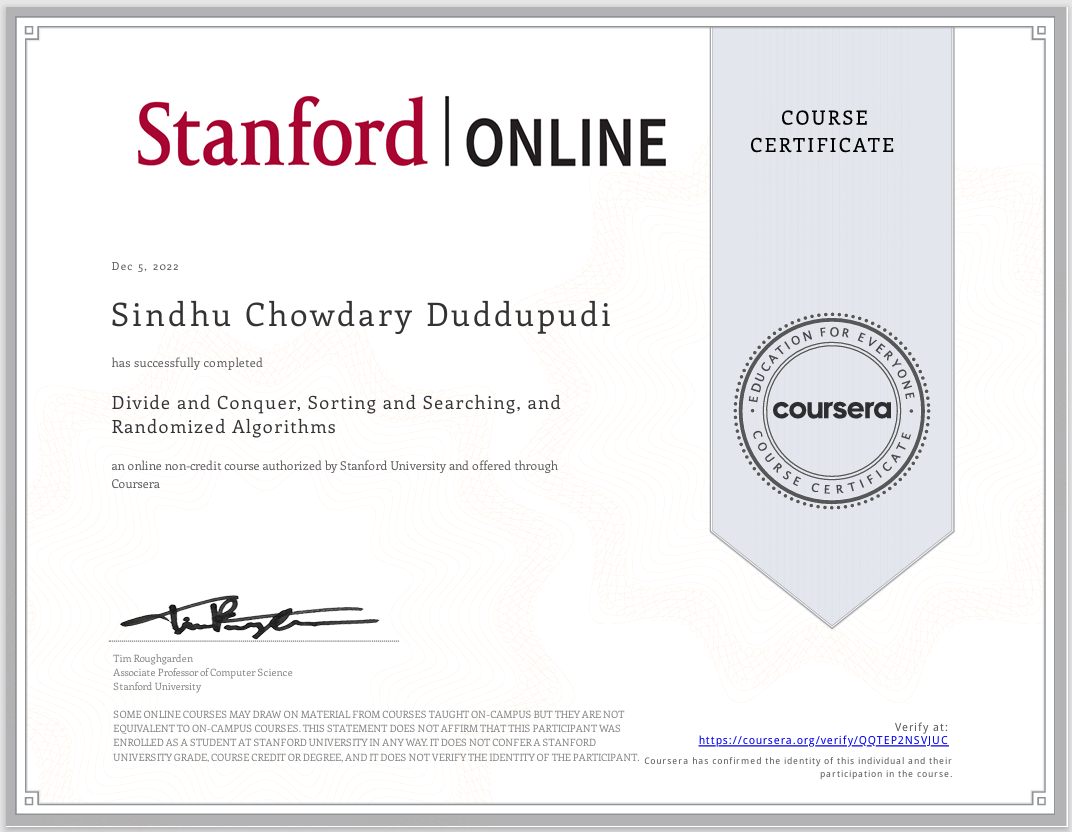 Stanford | ONLINE
COURSE
CERTIFICATE
Dec 5, 2022
Sindhu Chowdary Duddupudi
has successfully completed
Divide and Conquer, Sorting and Searching, and
Randomized Algorithms
an online non-credit course authorized by Stanford University and offered through
Coursera
EDUCATION FOR EVERYONE
coursera
COURSE CERTIFICATE
Tim Roughgarden
Associate Professor of Computer Science
Stanford University
SOME ONLINE COURSES MAY DRAW ON MATERIAL FROM COURSES TAUGHT ON-CAMPUS BUT THEY ARE NOT
EQUIVALENT TO ON-CAMPUS COURSES. THIS STATEMENT DOES NOT AFFIRM THAT THIS PARTICIPANT WAS
ENROLLED AS A STUDENT AT STANFORD UNIVERSITY IN ANY WAY. IT DOES NOT CONFER A STANFORD
UNIVERSITY GRADE, COURSE CREDIT OR DEGREE, AND IT DOES NOT VERIFY THE IDENTITY OF THE PARTICIPANT.
Verify at:
https://coursera.org/verify/QQTEP2NSVJUC
Coursera has confirmed the identity of this individual and their
participation in the course.